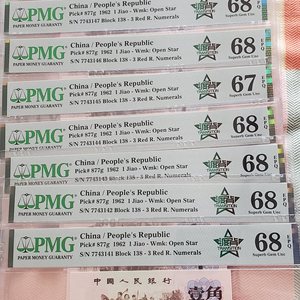 PMG PAPER MONEY GUARANTY
China / People's Republic
Pick# 877g 1962 1 Jiao - Wmk: Open Star
S/N 7743147 Block 138 - 3 Red R. Numerals
68 EPQ
Superb Gem Unc
PMG PAPER MONEY GUARANTY
China / People's Republic
Pick# 877g 1962 1 Jiao - Wmk: Open Star
S/N 7743146 Block 138 - 3 Red R. Numerals
68 EPQ
Superb Gem Unc
PMG PAPER MONEY GUARANTY
China / People's Republic
Pick# 877g 1962 1 Jiao - Wmk: Open Star
S/N 7743145 Block 138 - 3 Red R. Numerals
67 EPQ
Superb Gem Unc
PMG PAPER MONEY GUARANTY
China / People's Republic
Pick# 877g 1962 1 Jiao - Wmk: Open Star
S/N 7743144 Block 138 - 3 Red R. Numerals
68 EPQ
Superb Gem Unc
PMG PAPER MONEY GUARANTY
China / People's Republic
Pick# 877g 1962 1 Jiao - Wmk: Open Star
S/N 7743143 Block 138 - 3 Red R. Numerals
68 EPQ
Superb Gem Unc
PMG PAPER MONEY GUARANTY
China / People's Republic
Pick# 877g 1962 1 Jiao - Wmk: Open Star
S/N 7743142 Block 138 - 3 Red R. Numerals
68 EPQ
Superb Gem Unc
PMG PAPER MONEY GUARANTY
China / People's Republic
Pick# 877g 1962 1 Jiao - Wmk: Open Star
S/N 7743141 Block 138 - 3 Red R. Numerals
68 EPQ
Superb Gem Unc
中国人民银行
壹角